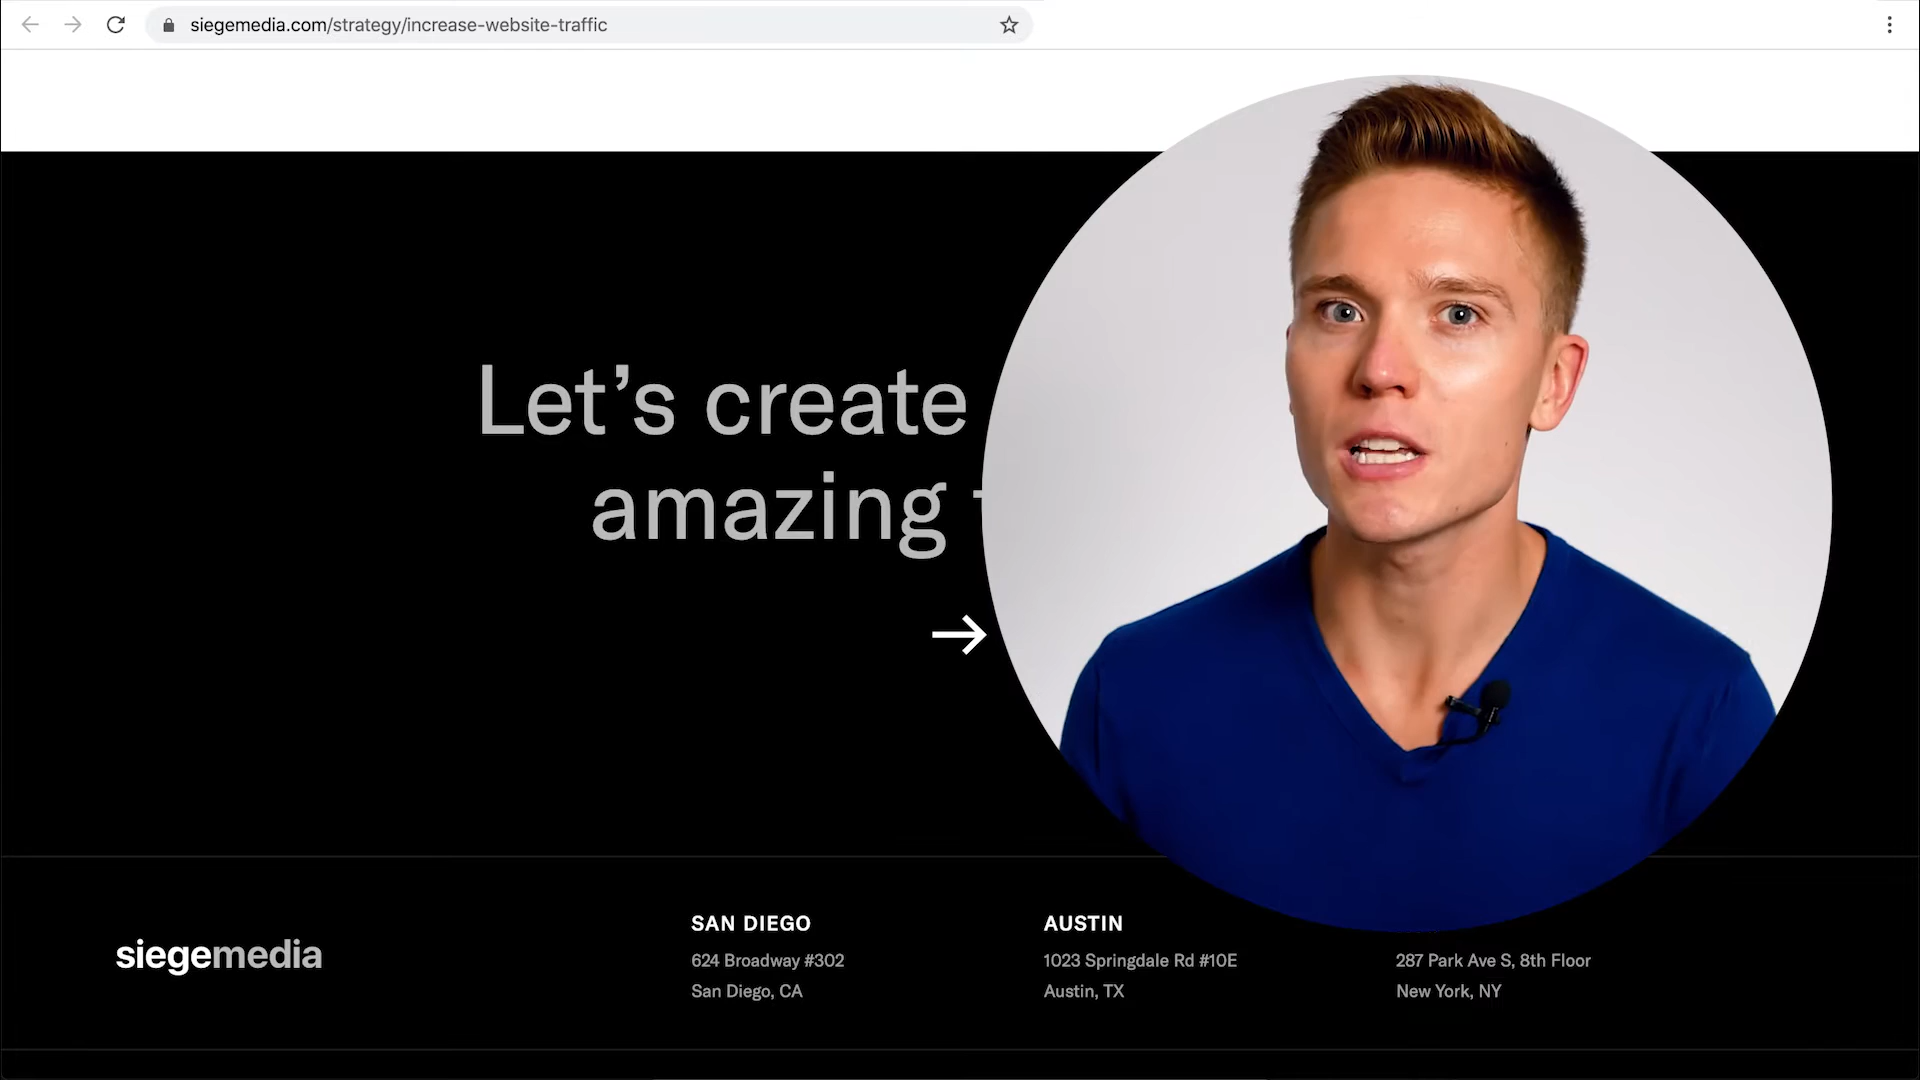 siegemedia.com/strategy/increase-website-traffic
Let’s create
amazing
siegemedia
SAN DIEGO
624 Broadway #302
San Diego, CA
AUSTIN
1023 Springdale Rd #10E
Austin, TX
287 Park Ave S, 8th Floor
New York, NY